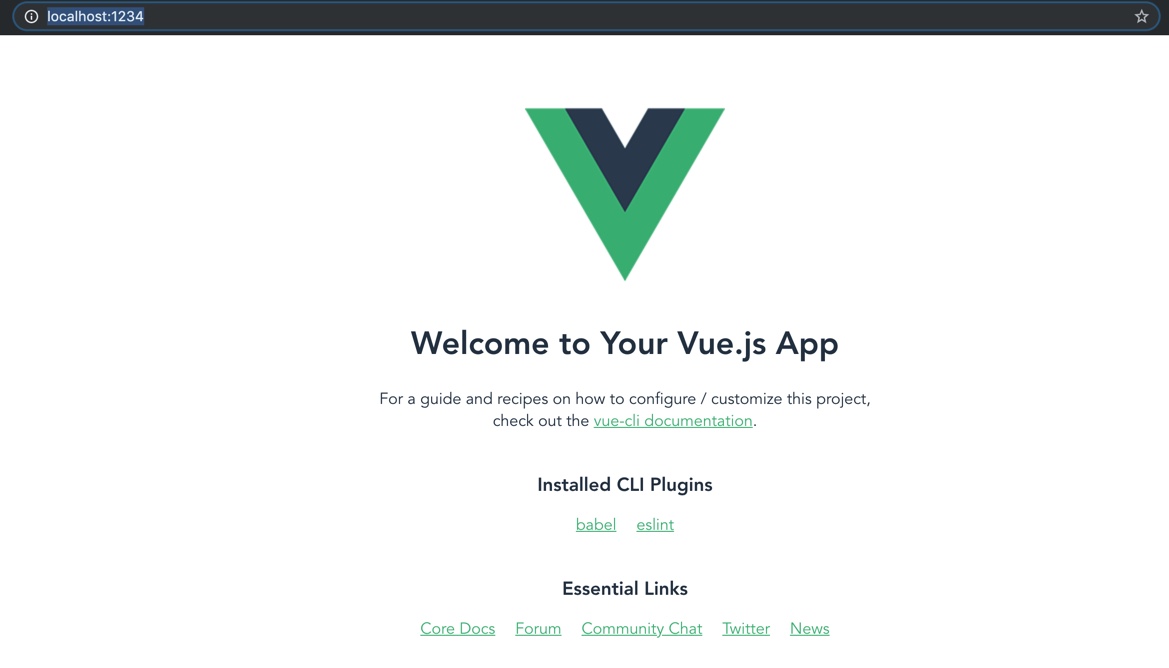 localhost:1234
Welcome to Your Vue.js App
For a guide and recipes on how to configure / customize this project,
check out the vue-cli documentation.
Installed CLI Plugins
babel eslint
Essential Links
Core Docs Forum Community Chat Twitter News